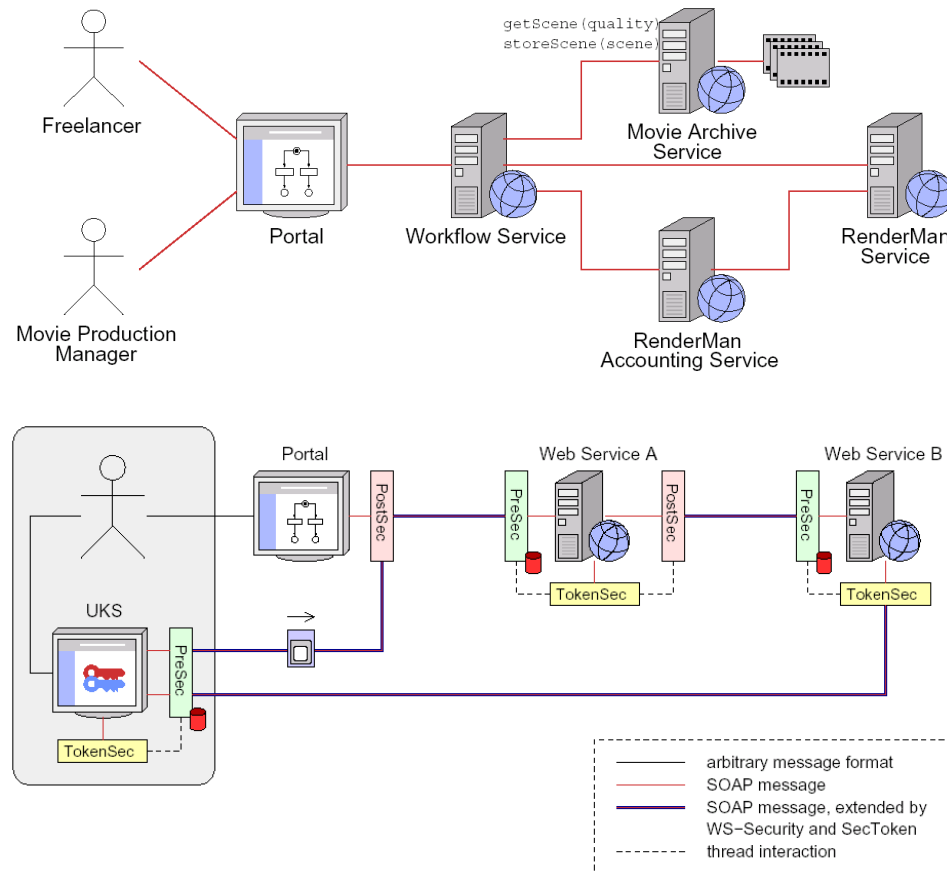 getScene(quality)
storeScene(scene)
Freelancer
Movie Archive
Service
Portal
Workflow Service
RenderMan
Service
Movie Production
Manager
RenderMan
Accounting Service
Portal
Web Service A
Web Service B
PostSec
PreSec
PostSec
PreSec
TokenSec
TokenSec
UKS
PreSec
TokenSec
arbitrary message format
SOAP message
SOAP message, extended by
WS-Security and SecToken
thread interaction